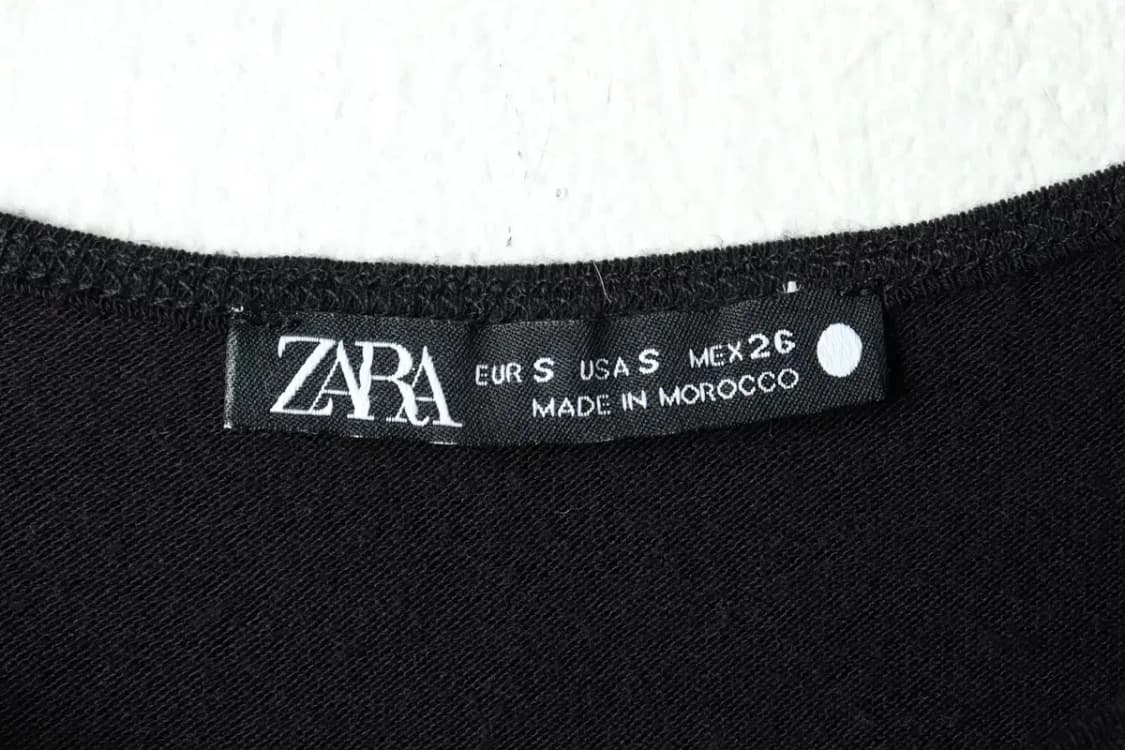 ZARA
EUR S USA S MEX 26
MADE IN MOROCCO